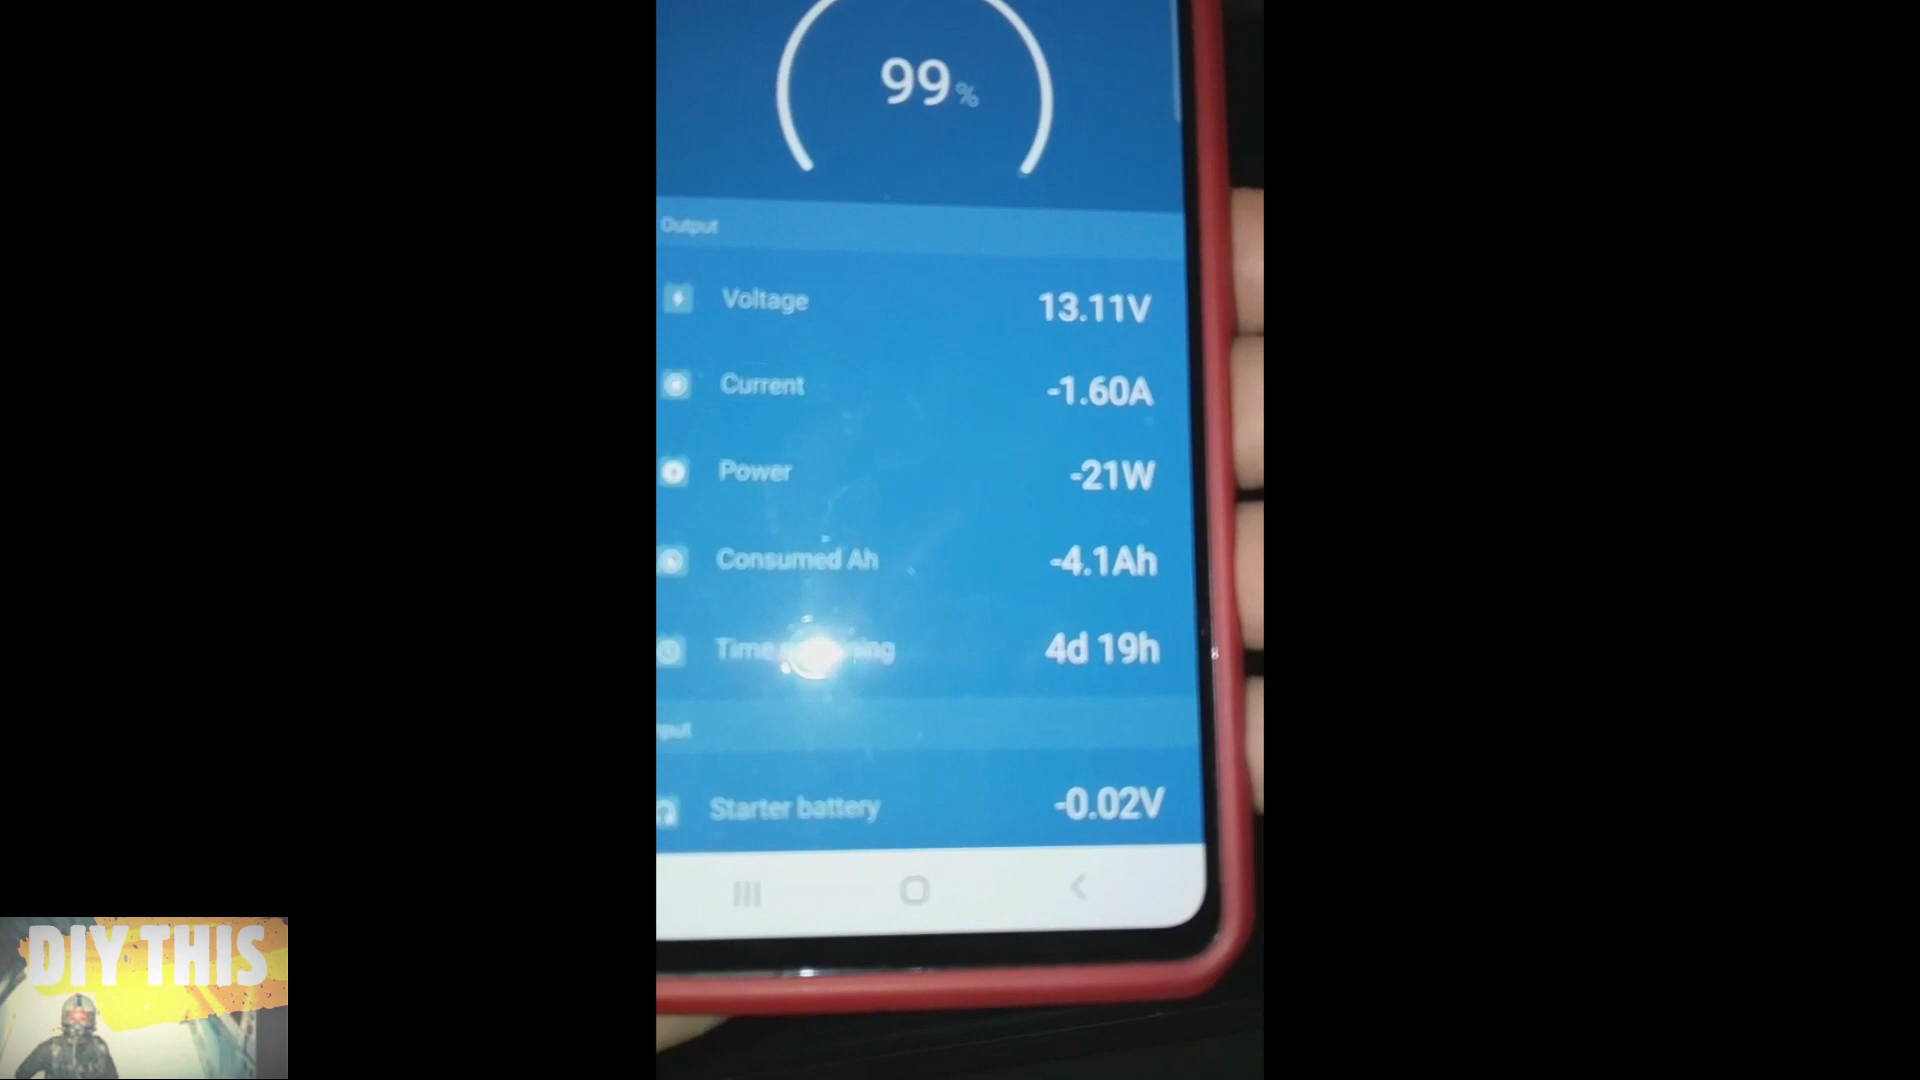 99%
Output
Voltage 13.11V
Current -1.60A
Power -21W
Consumed Ah -4.1Ah
Time 4d 19h
Starter battery -0.02V
DIY THIS